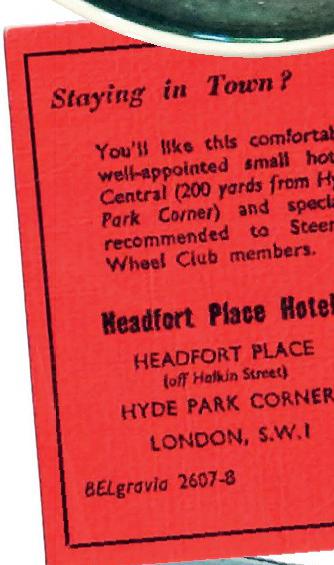 Staying in Town?
You'll like this comfortab
well-appointed small hot
Central (200 yards from Hy
Park Corner) and speci
recommended to Steer
Wheel Club members.
Headfort Place Hotel
HEADFORT PLACE
(off Halkin Street)
HYDE PARK CORNER
LONDON, S.W.1
BELgravia 2607-8